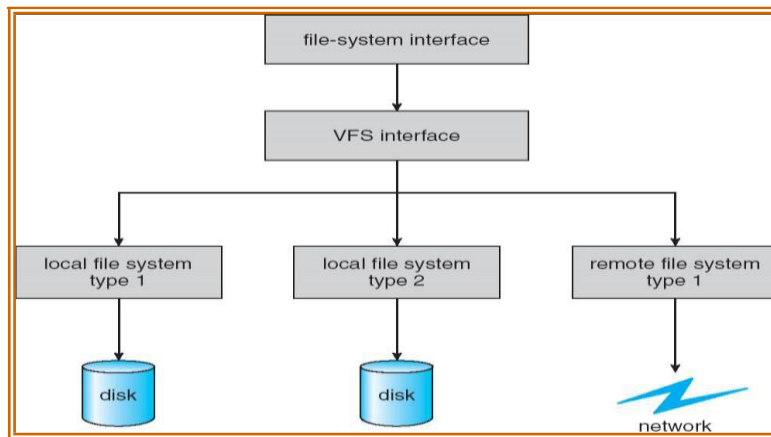 file-system interface
VFS interface
local file system
type 1
local file system
type 2
remote file system
type 1
disk
disk
network